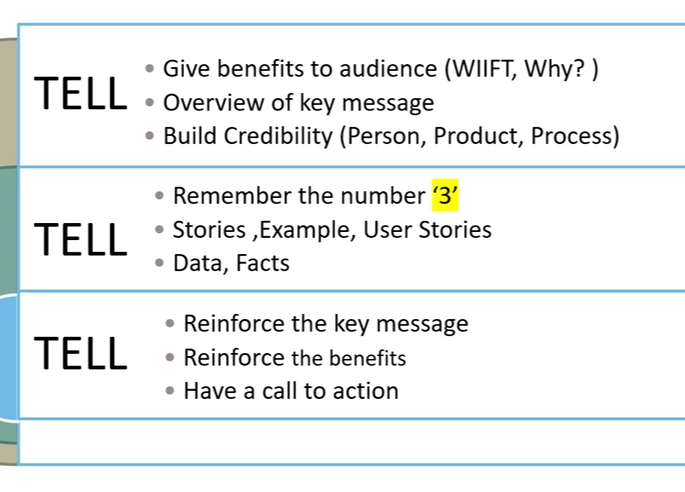 TELL
• Give benefits to audience (WIIFT, Why? )
• Overview of key message
• Build Credibility (Person, Product, Process)
TELL
• Remember the number ‘3’
• Stories ,Example, User Stories
• Data, Facts
TELL
• Reinforce the key message
• Reinforce the benefits
• Have a call to action